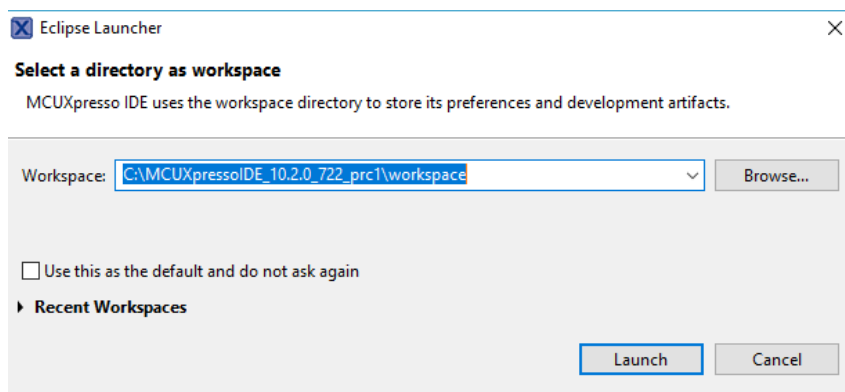 Eclipse Launcher
Select a directory as workspace
MCUXpresso IDE uses the workspace directory to store its preferences and development artifacts.
Workspace: C:\MCUXpressoIDE_10.2.0_722_prc1\workspace Browse...
Use this as the default and do not ask again
Recent Workspaces
Launch Cancel